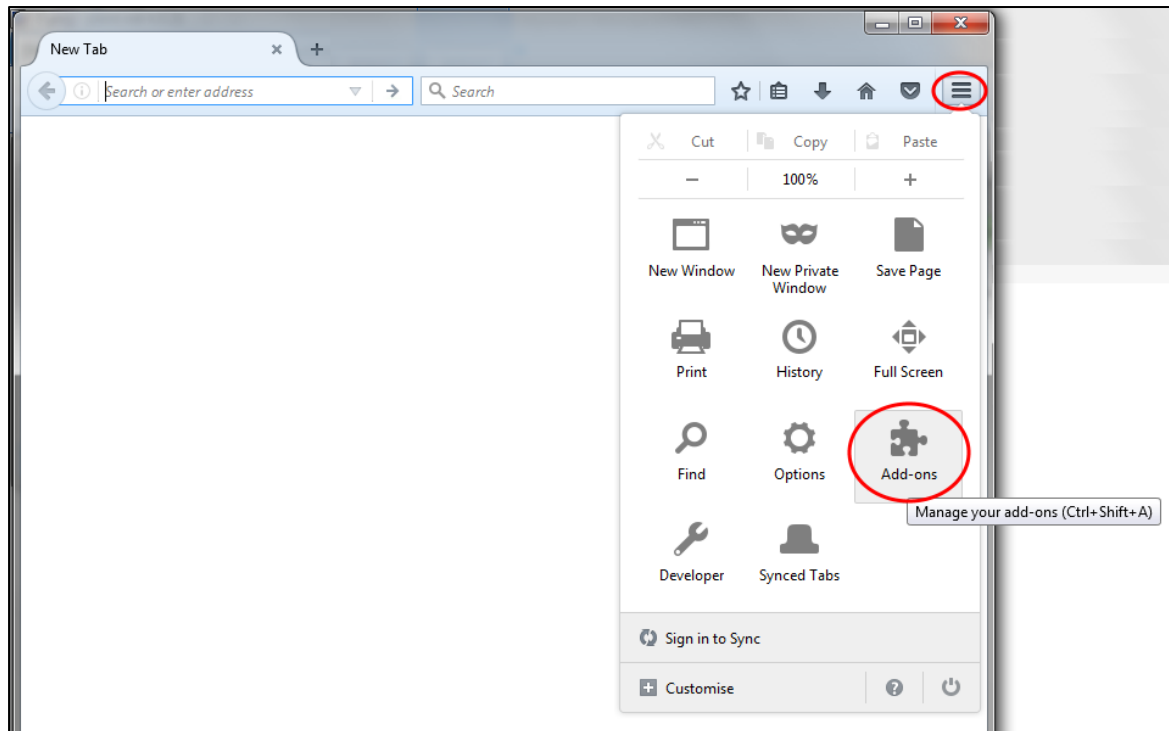 New Tab
Search or enter address
Search
Cut Copy Paste
100%
New Window New Private Window Save Page
Print History Full Screen
Find Options Add-ons
Manage your add-ons (Ctrl+Shift+A)
Developer Synced Tabs
Sign in to Sync
Customise